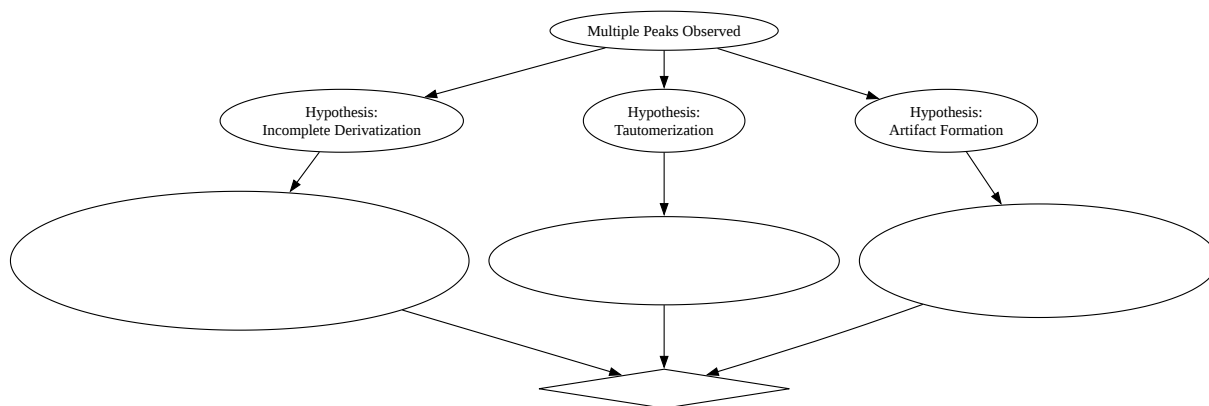 Multiple Peaks Observed
Hypothesis:
Incomplete Derivatization
Hypothesis:
Tautomerization
Hypothesis:
Artifact Formation